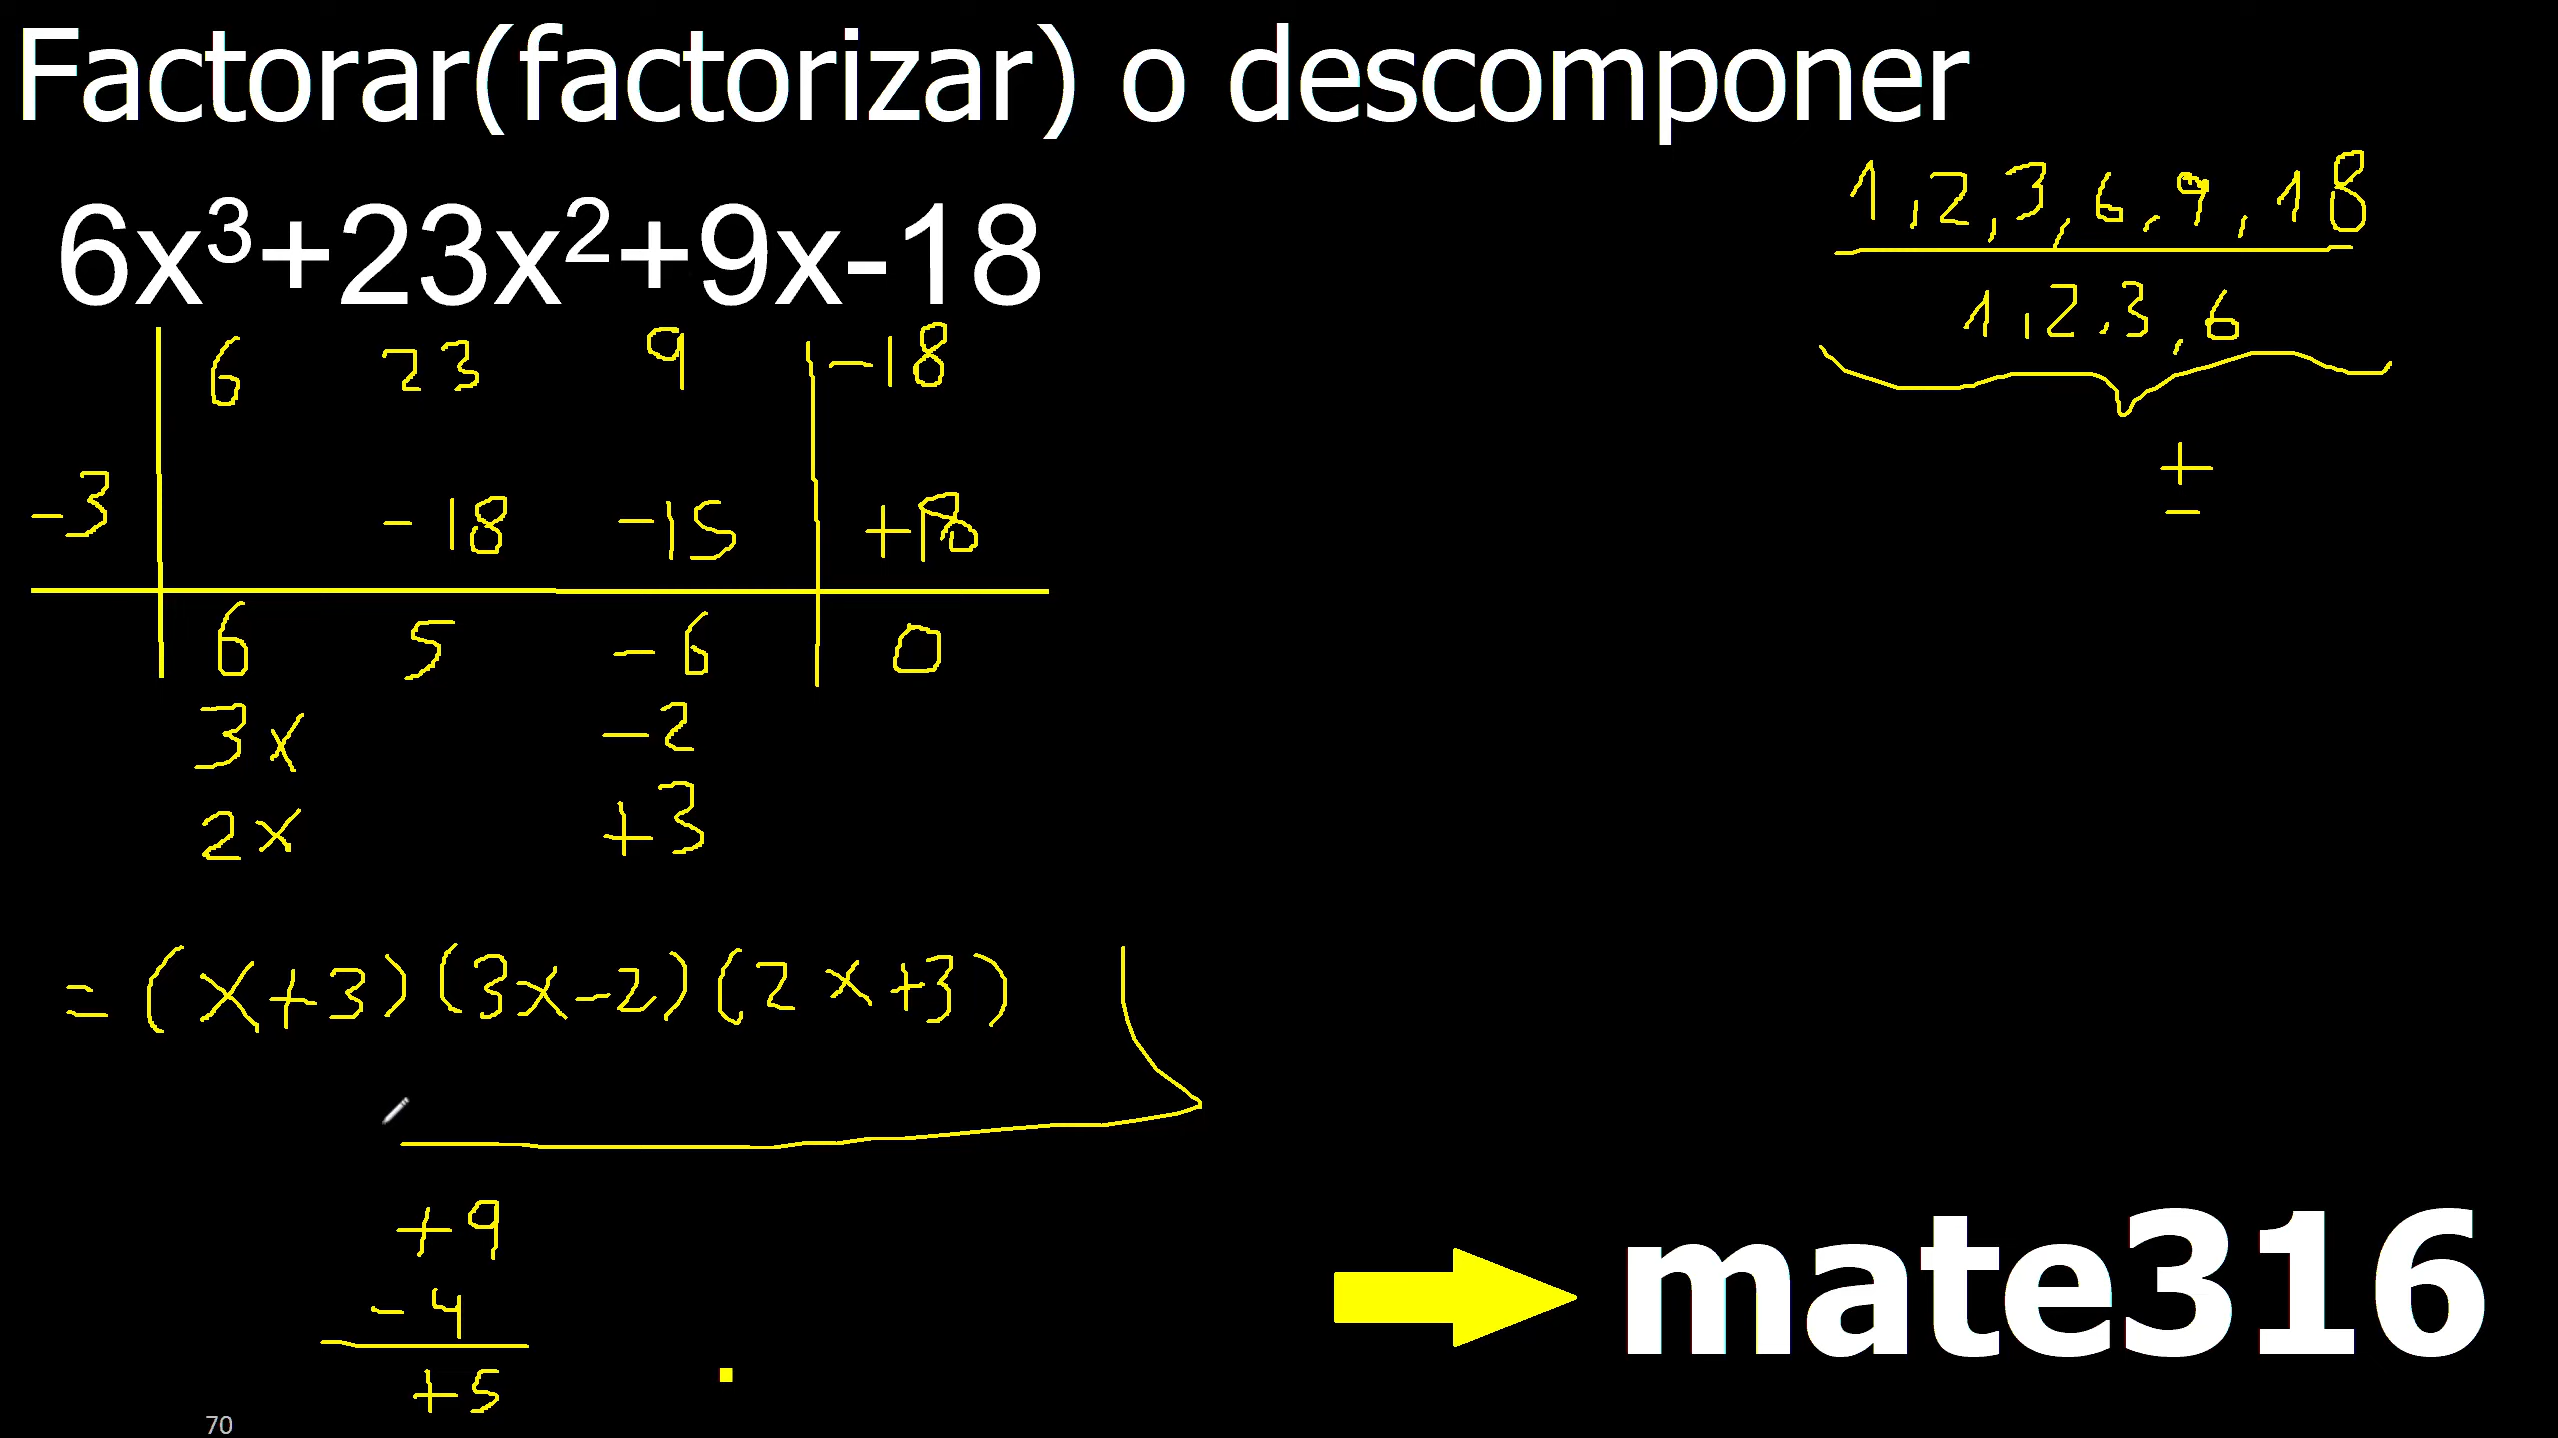 Factorar(factorizar) o descomponer
6x³+23x²+9x-18
1,2,3,6,9,18
1,2,3,6
+
-
6 23 9 -18
-3 -18 -15 +18
6 5 -6 0
3x -2
2x +3
=(x+3)(3x-2)(2x+3)
+9
-4
+5
mate316
70